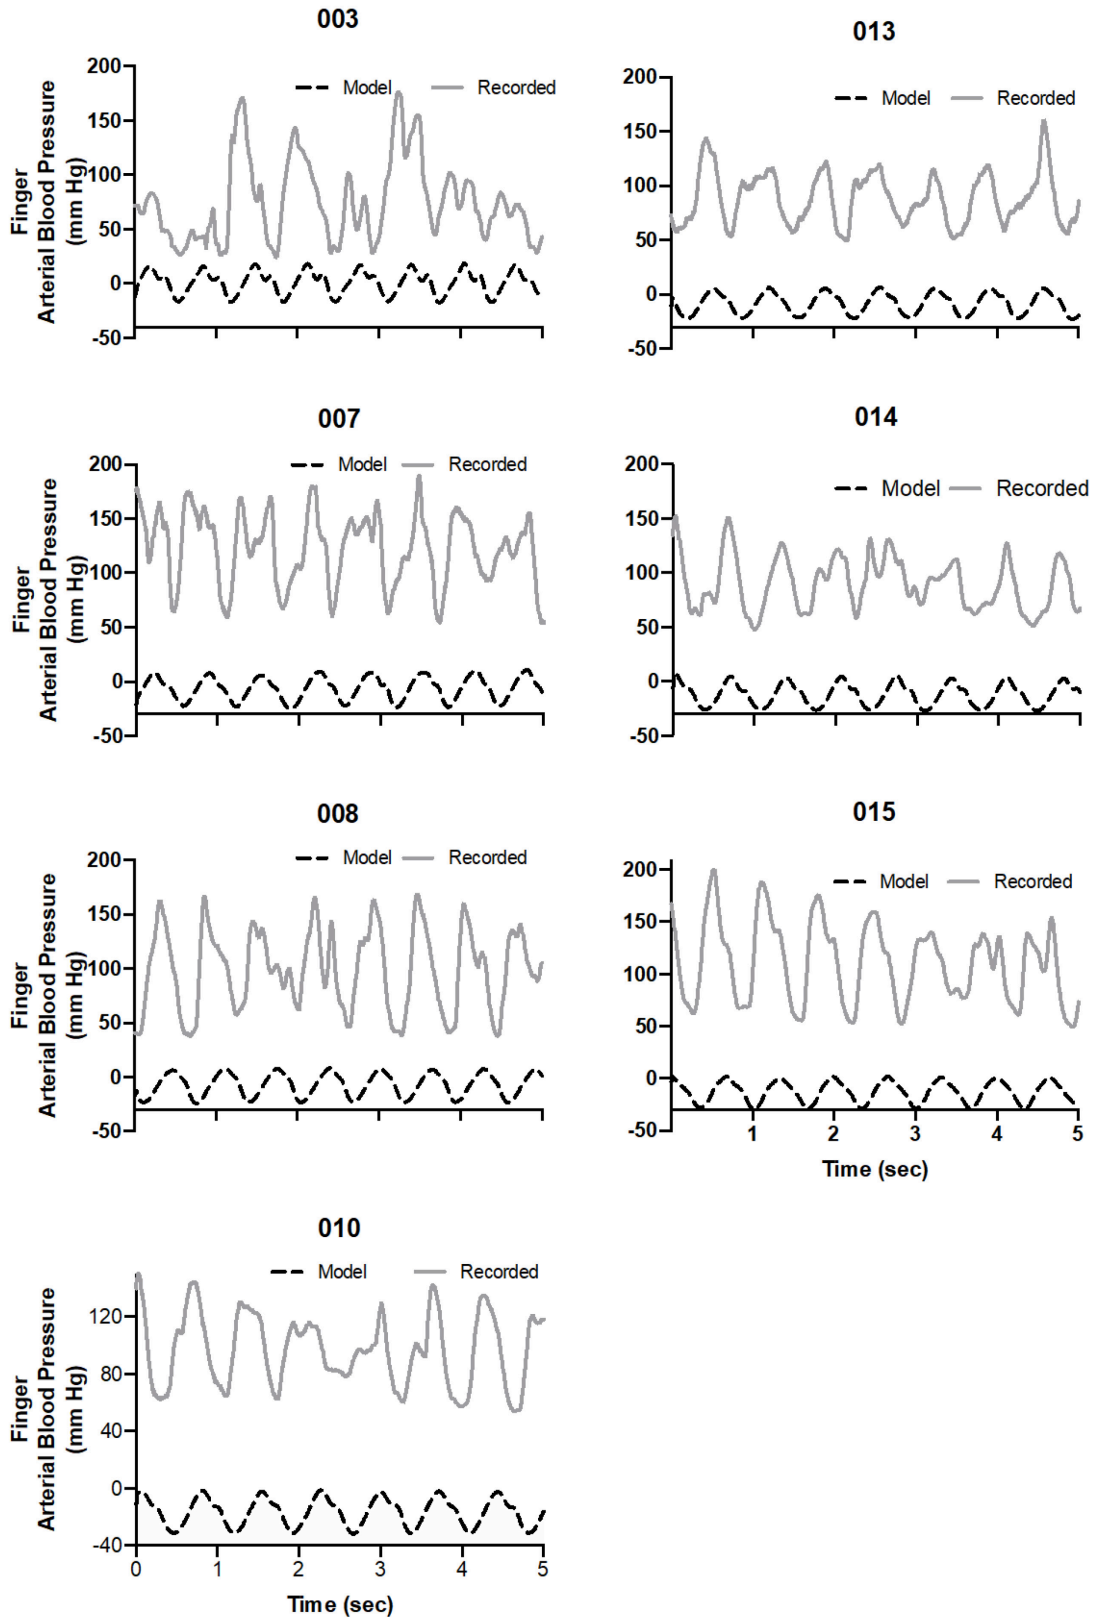 003
Finger
Arterial Blood Pressure
(mm Hg)
200
150
100
50
0
-50
Model
Recorded
013
200
150
100
50
0
-50
Model
Recorded
007
Finger
Arterial Blood Pressure
(mm Hg)
200
150
100
50
0
-50
Model
Recorded
014
200
150
100
50
0
-50
Model
Recorded
008
Finger
Arterial Blood Pressure
(mm Hg)
200
150
100
50
0
-50
Model
Recorded
015
200
150
100
50
0
-50
Model
Recorded
1 2 3 4 5
Time (sec)
010
Finger
Arterial Blood Pressure
(mm Hg)
120
80
40
0
-40
Model
Recorded
0 1 2 3 4 5
Time (sec)